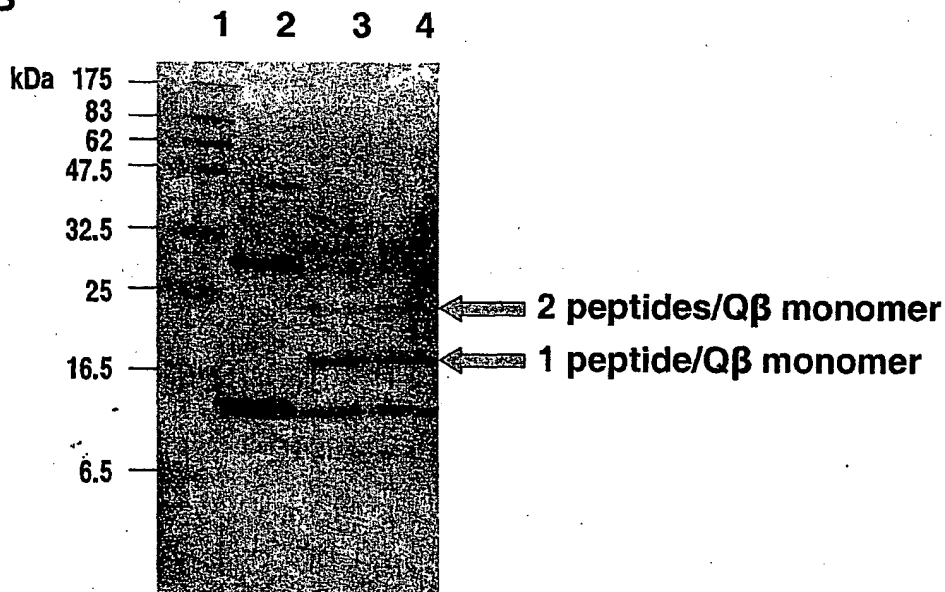 B
1 2 3 4
kDa 175
83
62
47.5
32.5
25
2 peptides/Qβ monomer
1 peptide/Qβ monomer
16.5
6.5